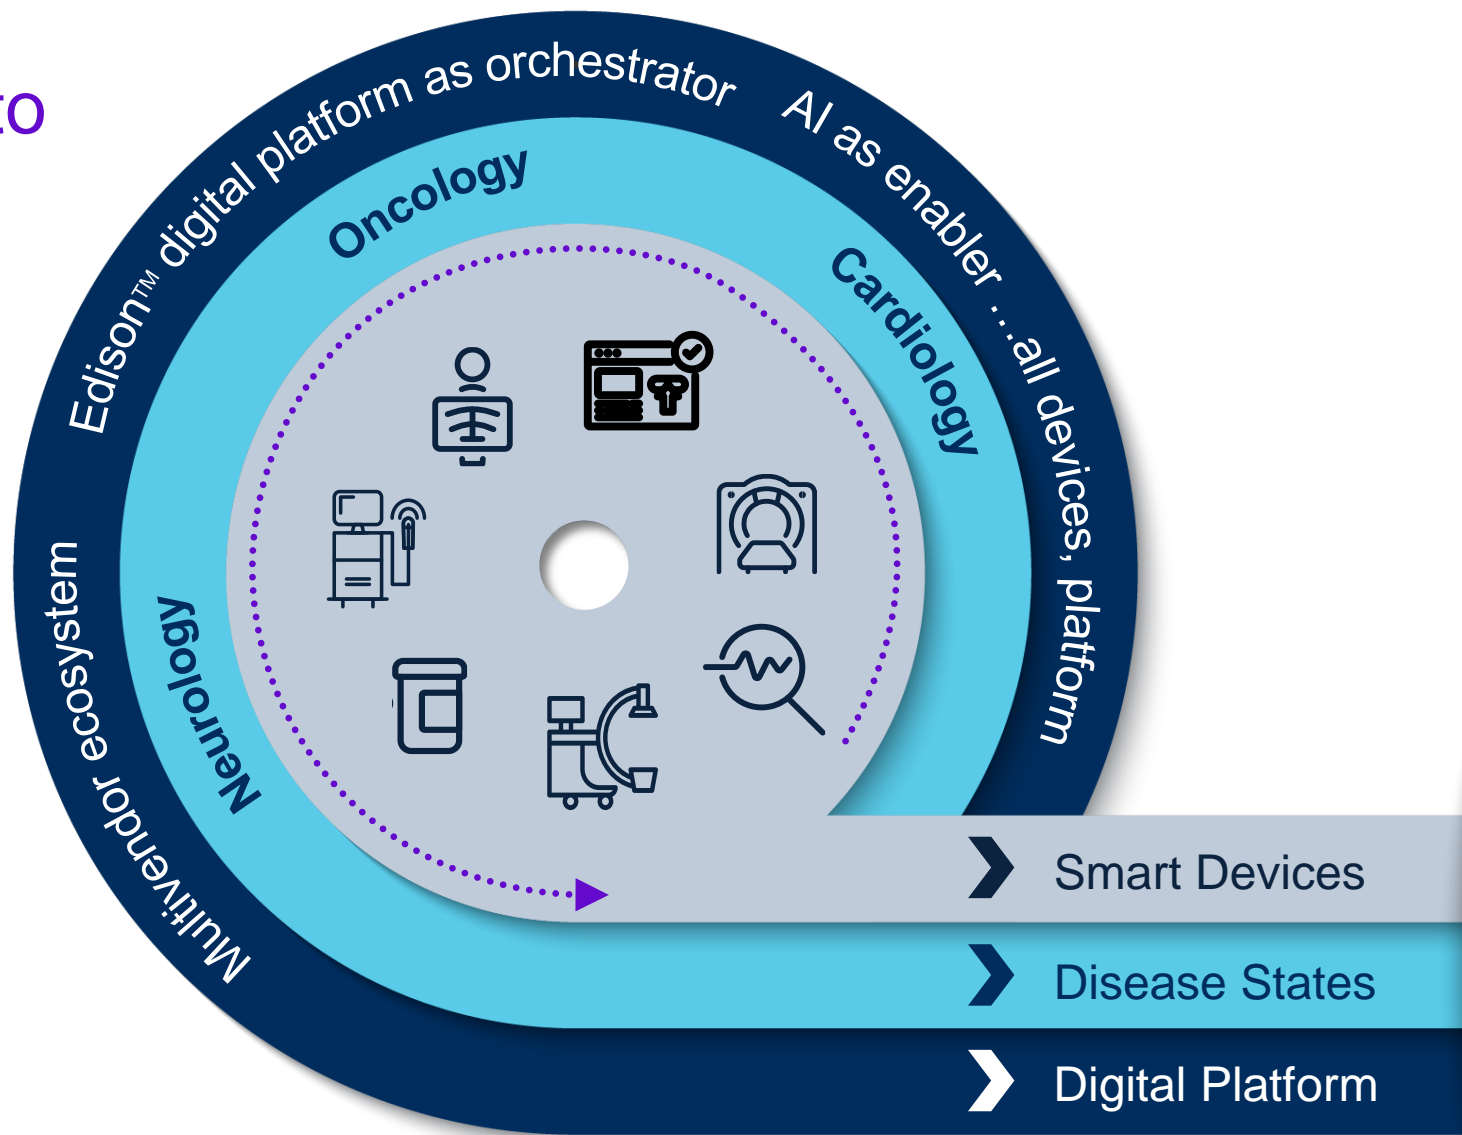 to
Multivendor ecosystem
Edison™ digital platform as orchestrator
AI as enabler ...all devices, platform
Neurology
Oncology
Cardiology
Smart Devices
Disease States
Digital Platform